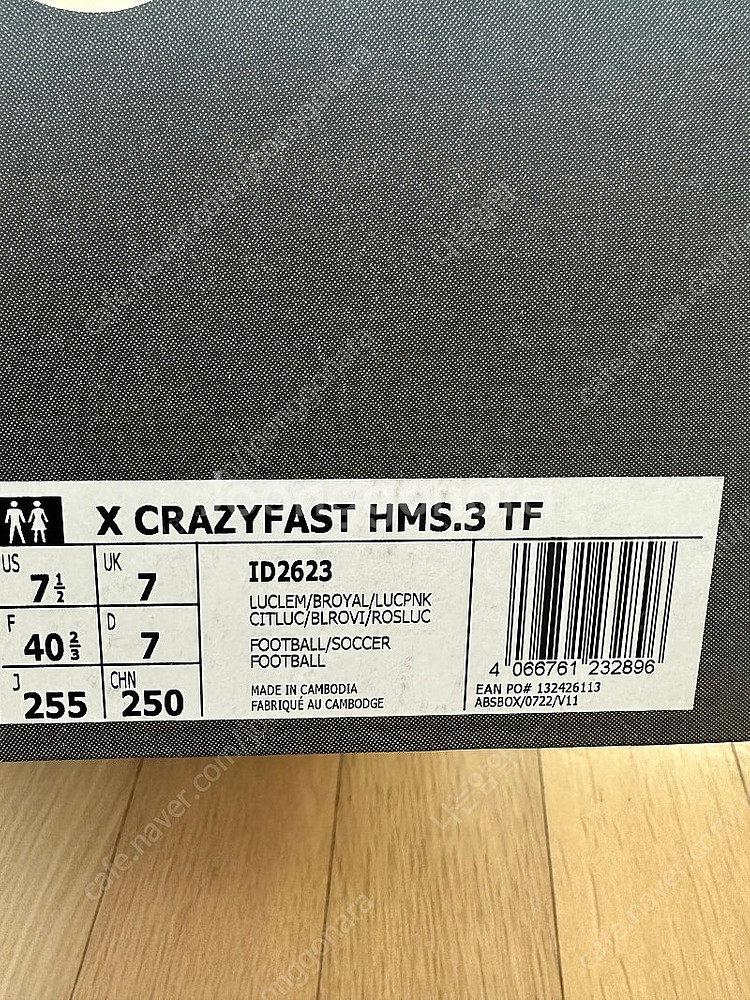 X CRAZYFAST HMS.3 TF
US 7½ UK 7
F 40⅔ D 7
J 255 CHN 250
ID2623
LUCLEM/BROYAL/LUCPNK
CITLUC/BLROVI/ROSLUC
FOOTBALL/SOCCER
FOOTBALL
MADE IN CAMBODIA
FABRIQUÉ AU CAMBODGE
4 066761 232896
EAN PO# 132426113
ABSBOX/0722/V11